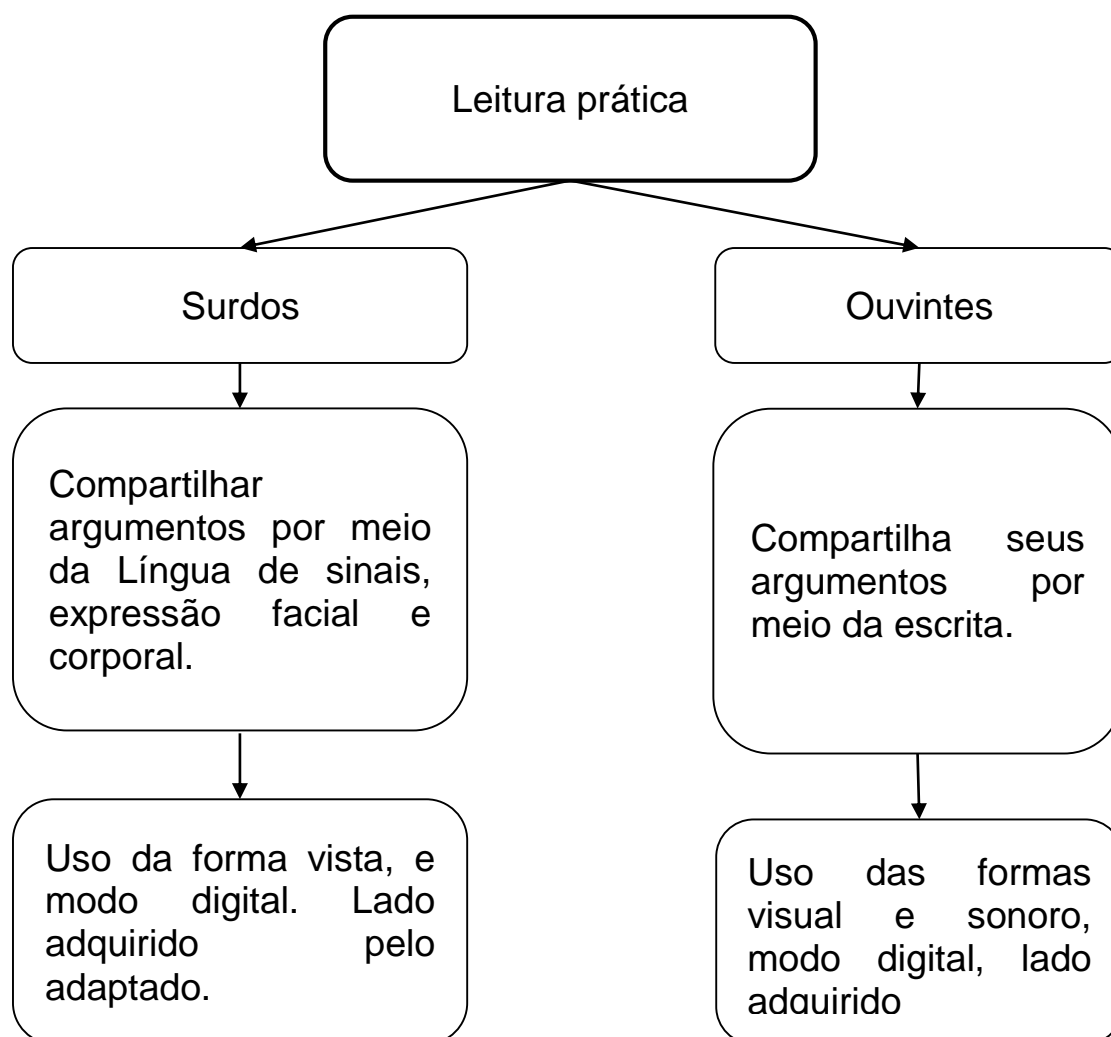 Leitura prática
Surdos
Ouvintes
Compartilhar
argumentos por meio
da Língua de sinais,
expressão facial e
corporal.
Compartilha seus
argumentos por
meio da escrita.
Uso da forma vista, e
modo digital. Lado
adquirido pelo
adaptado.
Uso das formas
visual e sonoro,
modo digital, lado
adquirido